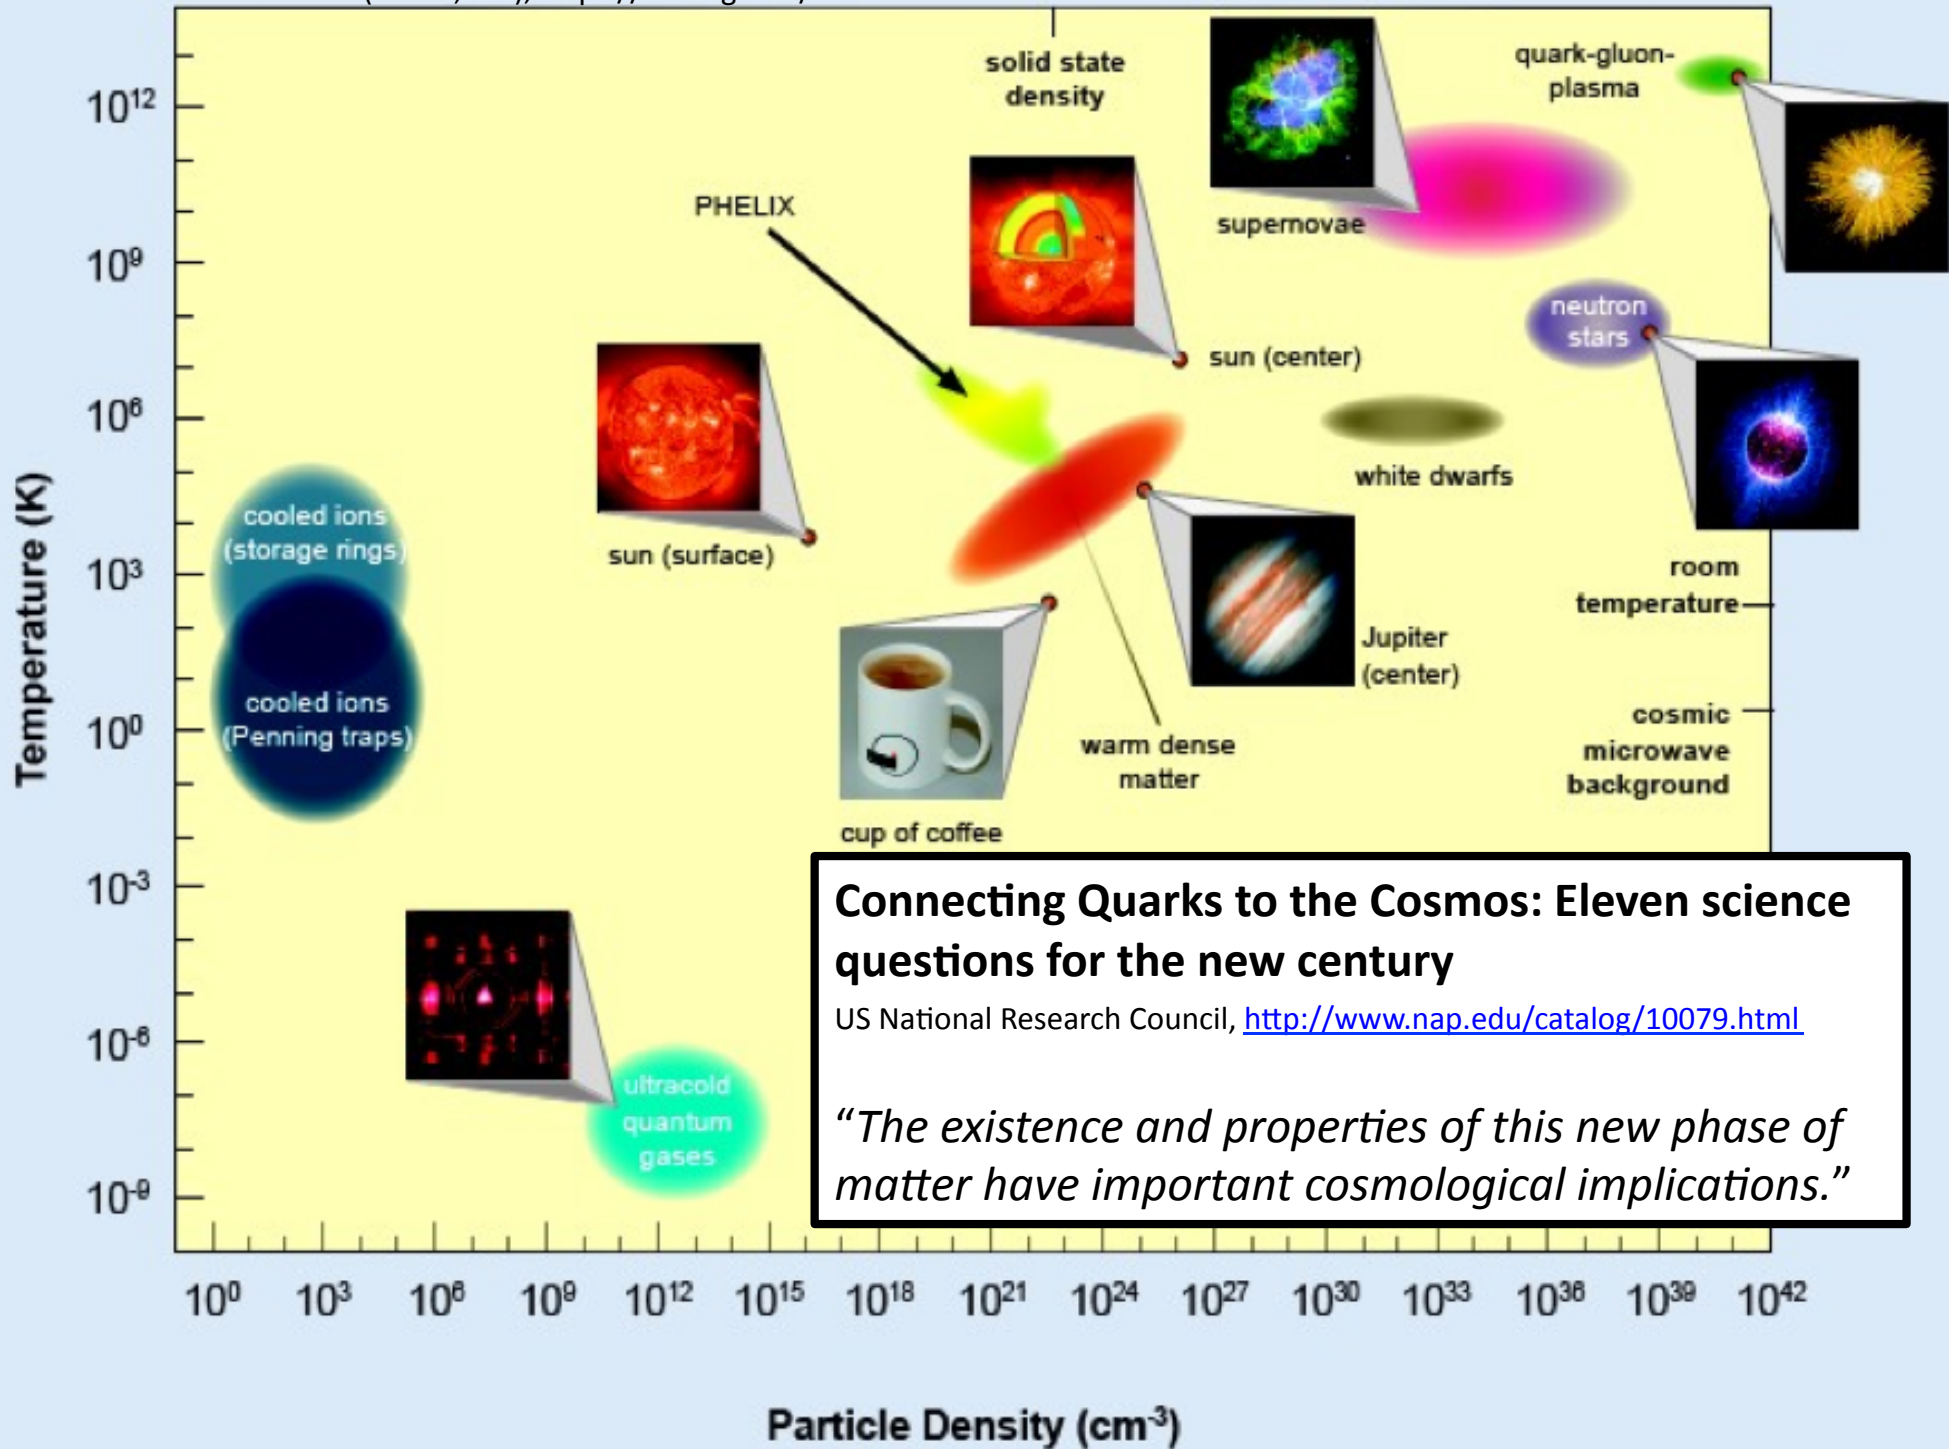 solid state
density
quark-gluon-
plasma
PHELIX
supernovae
neutron
stars
sun (center)
white dwarfs
cooled ions
(storage rings)
sun (surface)
room
temperature
Jupiter
(center)
cooled ions
(Penning traps)
cosmic
microwave
background
warm dense
matter
cup of coffee
ultracold
quantum
gases
Connecting Quarks to the Cosmos: Eleven science
questions for the new century
US National Research Council, http://www.nap.edu/catalog/10079.html
“The existence and properties of this new phase of
matter have important cosmological implications.”
Temperature (K)
10¹²
10⁹
10⁶
10³
10⁰
10⁻³
10⁻⁶
10⁻⁹
10⁰ 10³ 10⁶ 10⁹ 10¹² 10¹⁵ 10¹⁸ 10²¹ 10²⁴ 10²⁷ 10³⁰ 10³³ 10³⁶ 10³⁹ 10⁴²
Particle Density (cm⁻³)